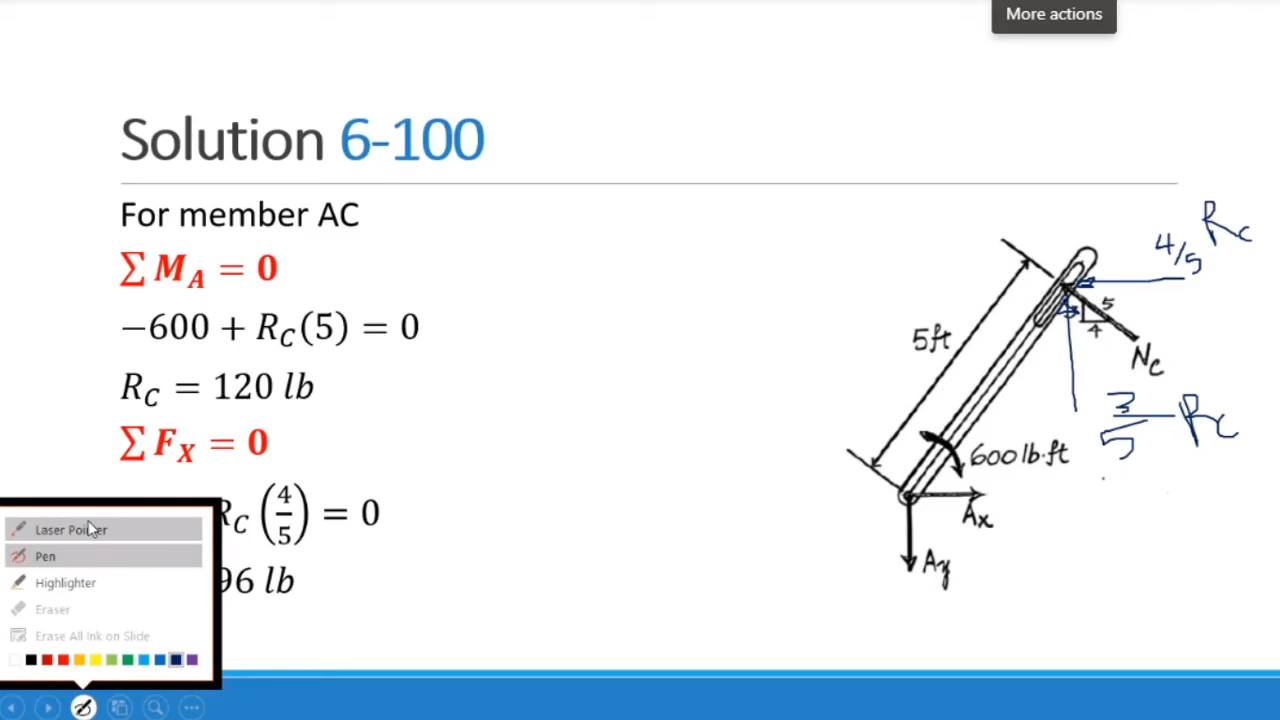 More actions
Solution 6-100
For member AC
∑ M_A = 0
−600 + R_C(5) = 0
R_C = 120 lb
∑ F_X = 0
R_C (4/5) = 0
96 lb
4/5 R_C
5
4
5ft
N_C
3/5 R_C
600 lb·ft
Ax
Ay
Laser Pointer
Pen
Highlighter
Eraser
Erase All Ink on Slide